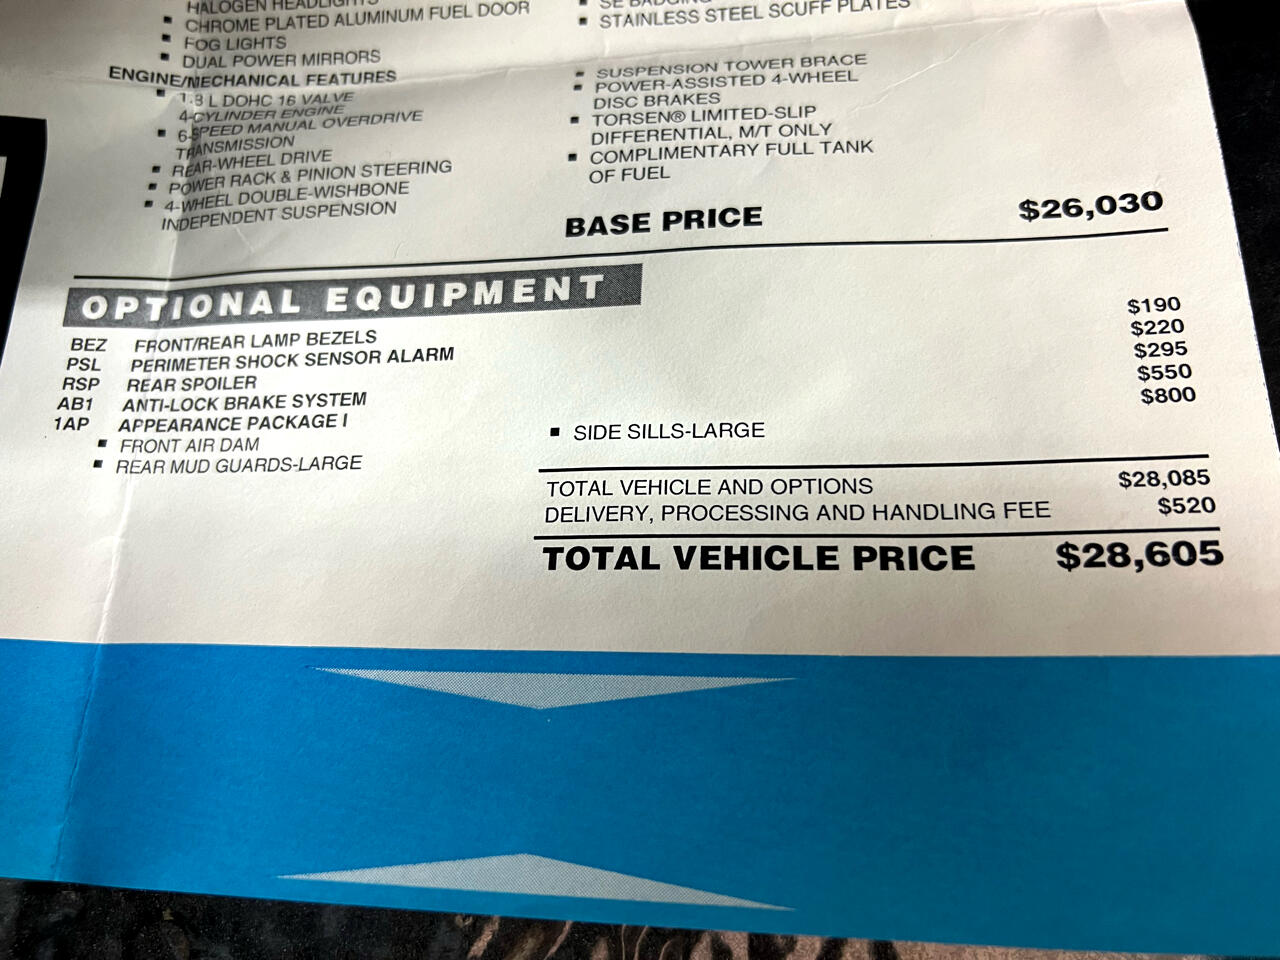 HALOGEN HEADLIGHTS
▪ CHROME PLATED ALUMINUM FUEL DOOR
▪ FOG LIGHTS
▪ DUAL POWER MIRRORS
▪ SE BADGING
▪ STAINLESS STEEL SCUFF PLATES
ENGINE/MECHANICAL FEATURES
▪ 1.8 L DOHC 16 VALVE
4-CYLINDER ENGINE
▪ 6-SPEED MANUAL OVERDRIVE
TRANSMISSION
▪ REAR-WHEEL DRIVE
▪ POWER RACK & PINION STEERING
▪ 4-WHEEL DOUBLE-WISHBONE
INDEPENDENT SUSPENSION
▪ SUSPENSION TOWER BRACE
▪ POWER-ASSISTED 4-WHEEL
DISC BRAKES
▪ TORSEN® LIMITED-SLIP
DIFFERENTIAL, M/T ONLY
▪ COMPLIMENTARY FULL TANK
OF FUEL
BASE PRICE $26,030
OPTIONAL EQUIPMENT
BEZ FRONT/REAR LAMP BEZELS $190
PSL PERIMETER SHOCK SENSOR ALARM $220
RSP REAR SPOILER $295
AB1 ANTI-LOCK BRAKE SYSTEM $550
1AP APPEARANCE PACKAGE I $800
▪ FRONT AIR DAM
▪ SIDE SILLS-LARGE
▪ REAR MUD GUARDS-LARGE
TOTAL VEHICLE AND OPTIONS $28,085
DELIVERY, PROCESSING AND HANDLING FEE $520
TOTAL VEHICLE PRICE $28,605